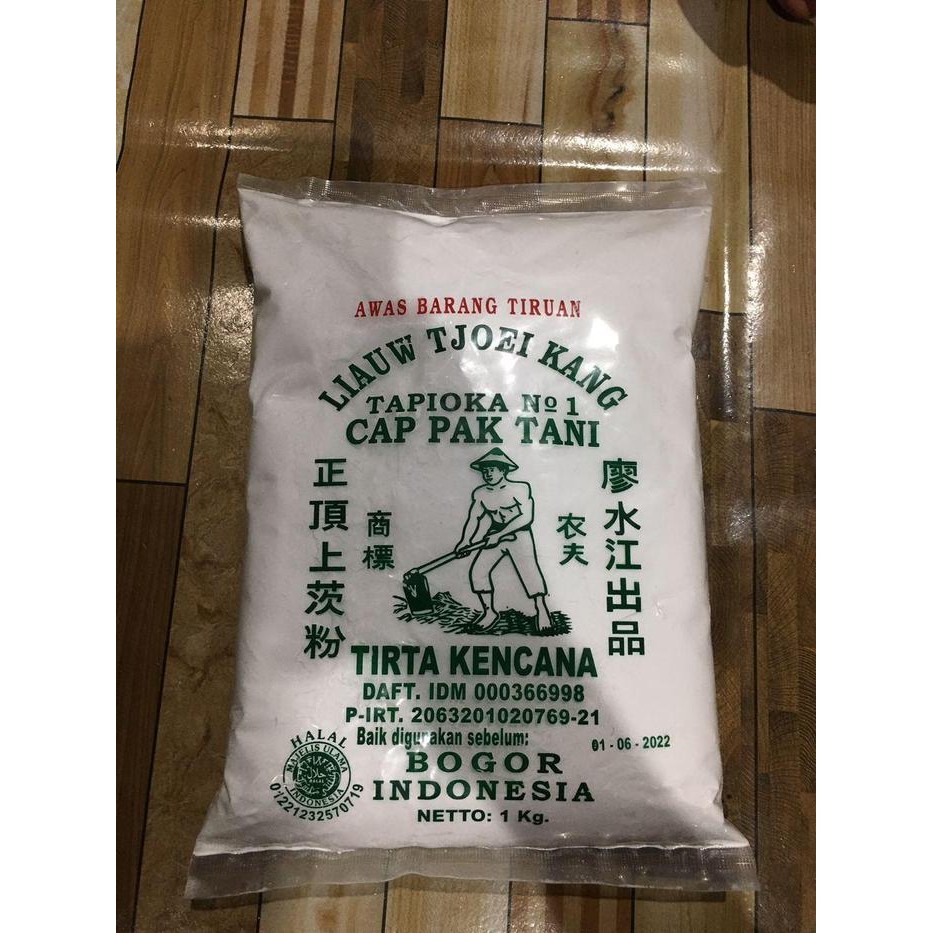 AWAS BARANG TIRUAN
LIAUW TJOEI KANG
TAPIOKA No 1
CAP PAK TANI
正頂上茨粉
商標
农夫
廖水江出品
TIRTA KENCANA
DAFT. IDM 000366998
P-IRT. 2063201020769-21
Baik digunakan sebelum: 01 - 06 - 2022
BOGOR
INDONESIA
NETTO: 1 Kg.
HALAL
MAJELIS ULAMA
حلال
INDONESIA
01221232570719